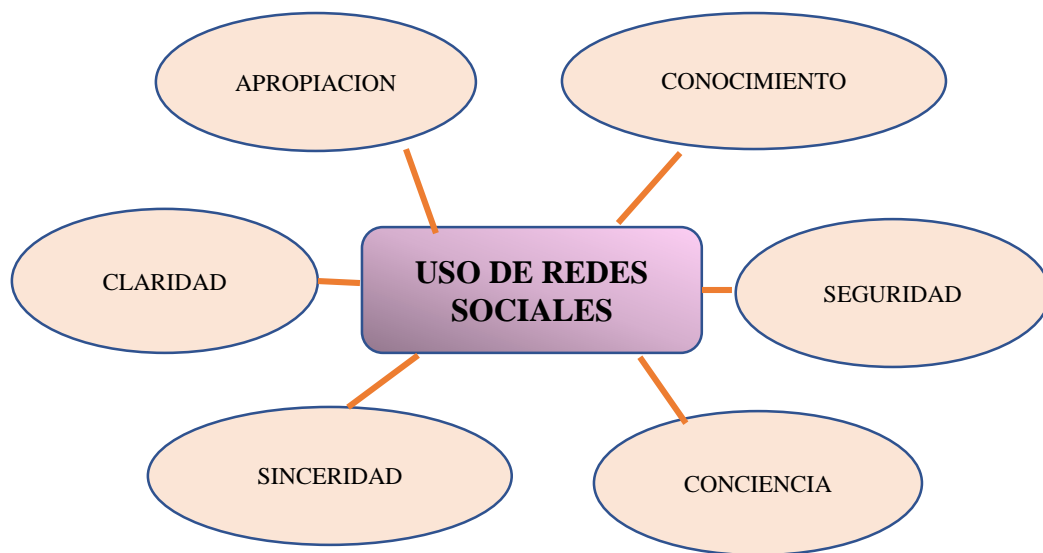 APROPIACION
CONOCIMIENTO
CLARIDAD
USO DE REDES
SOCIALES
SEGURIDAD
SINCERIDAD
CONCIENCIA